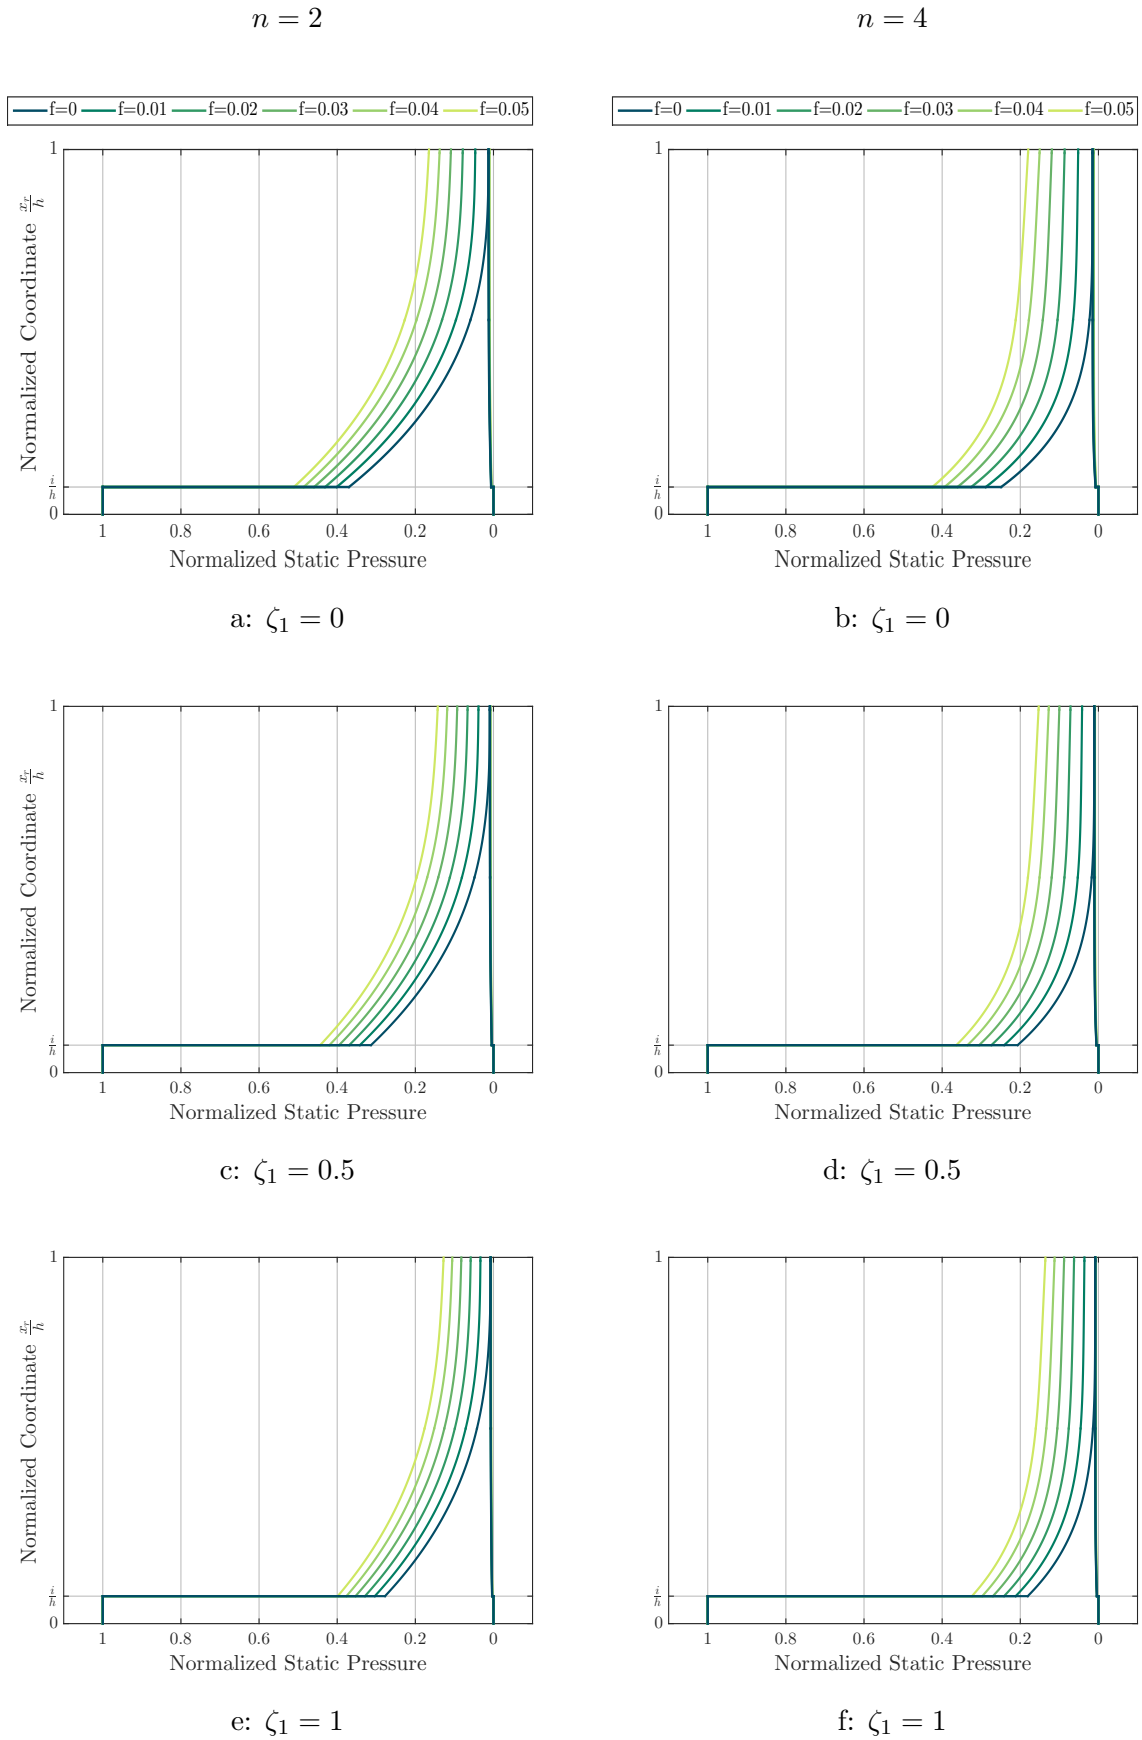 n = 2
n = 4
f=0 f=0.01 f=0.02 f=0.03 f=0.04 f=0.05
f=0 f=0.01 f=0.02 f=0.03 f=0.04 f=0.05
1
Normalized Coordinate x_r/h
i/h
0
1 0.8 0.6 0.4 0.2 0
Normalized Static Pressure
a: ζ₁ = 0
1
i/h
0
1 0.8 0.6 0.4 0.2 0
Normalized Static Pressure
b: ζ₁ = 0
1
Normalized Coordinate x_r/h
i/h
0
1 0.8 0.6 0.4 0.2 0
Normalized Static Pressure
c: ζ₁ = 0.5
1
i/h
0
1 0.8 0.6 0.4 0.2 0
Normalized Static Pressure
d: ζ₁ = 0.5
1
Normalized Coordinate x_r/h
i/h
0
1 0.8 0.6 0.4 0.2 0
Normalized Static Pressure
e: ζ₁ = 1
1
i/h
0
1 0.8 0.6 0.4 0.2 0
Normalized Static Pressure
f: ζ₁ = 1